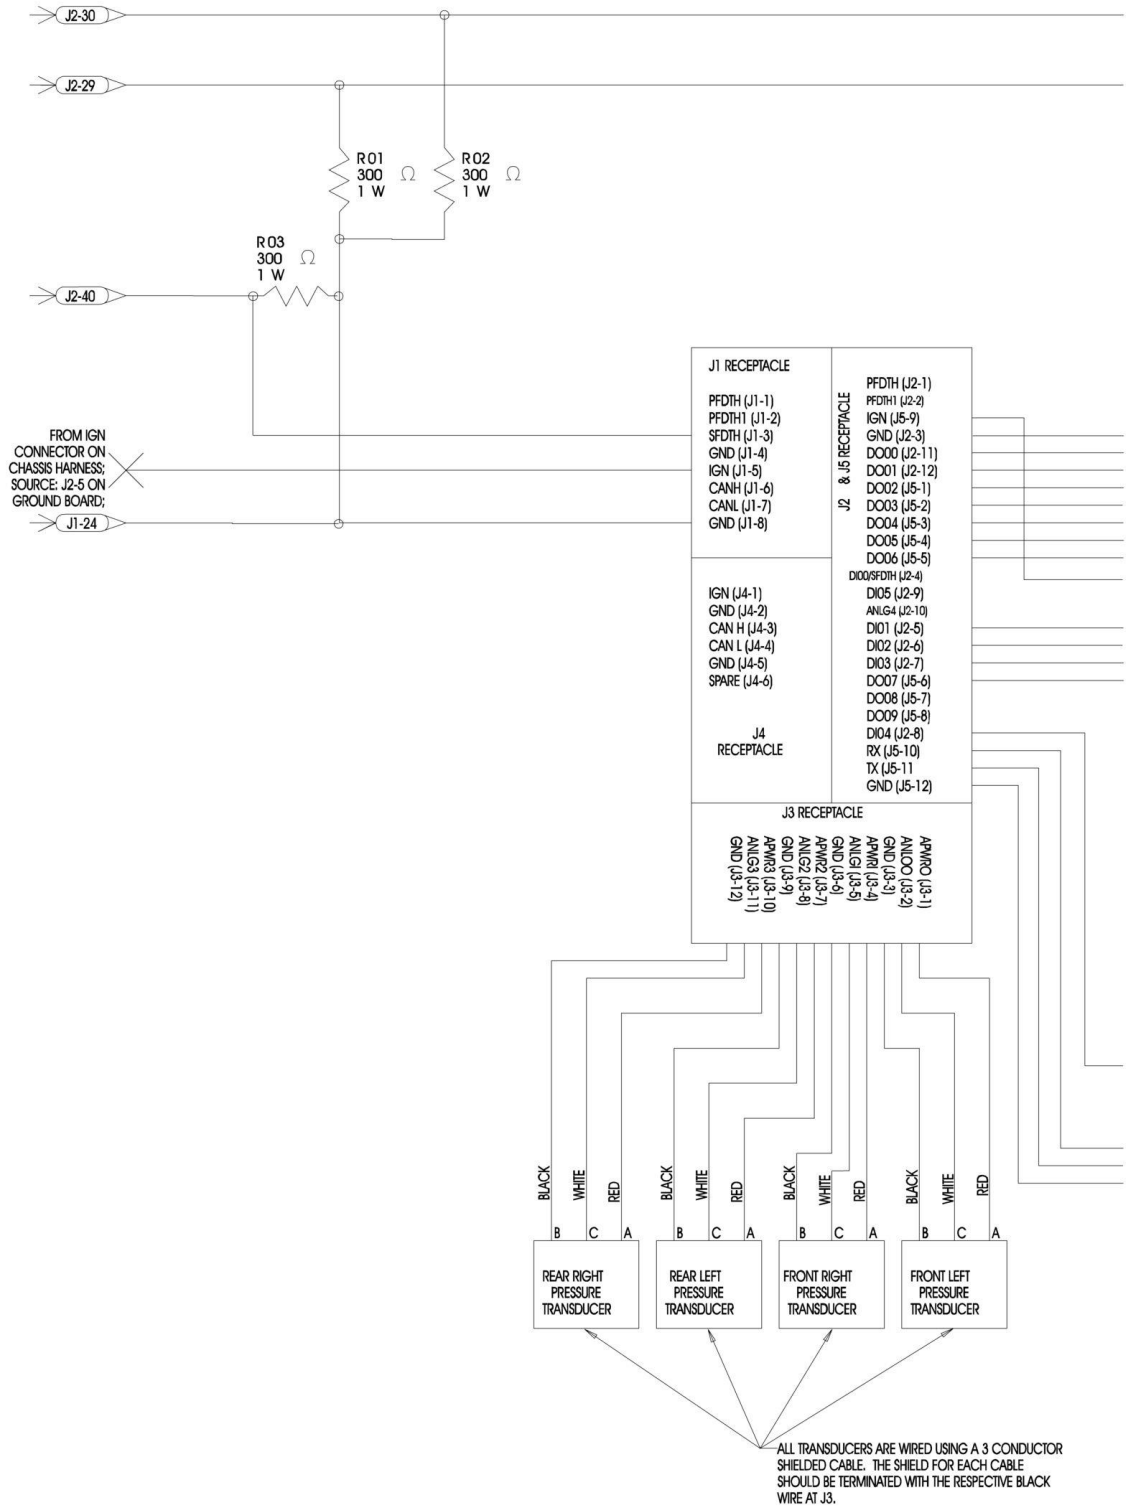 J2-30
J2-29
R01
300 Ω
1 W
R02
300 Ω
1 W
R03
300 Ω
1 W
J2-40
FROM IGN
CONNECTOR ON
CHASSIS HARNESS;
SOURCE: J2-5 ON
GROUND BOARD;
J1-24
J1 RECEPTACLE
PFDTH (J1-1)
PFDTH1 (J1-2)
SFDTH (J1-3)
GND (J1-4)
IGN (J1-5)
CANH (J1-6)
CANL (J1-7)
GND (J1-8)
IGN (J4-1)
GND (J4-2)
CAN H (J4-3)
CAN L (J4-4)
GND (J4-5)
SPARE (J4-6)
J4
RECEPTACLE
J2 & J5 RECEPTACLE
PFDTH (J2-1)
PFDTH1 (J2-2)
IGN (J5-9)
GND (J2-3)
DO00 (J2-11)
DO01 (J2-12)
DO02 (J5-1)
DO03 (J5-2)
DO04 (J5-3)
DO05 (J5-4)
DO06 (J5-5)
DI00/SFDTH (J2-4)
DI05 (J2-9)
ANLG4 (J2-10)
DI01 (J2-5)
DI02 (J2-6)
DI03 (J2-7)
DO07 (J5-6)
DO08 (J5-7)
DO09 (J5-8)
DI04 (J2-8)
RX (J5-10)
TX (J5-11
GND (J5-12)
J3 RECEPTACLE
GND (J3-12)
ANLG3 (J3-11)
APWR3 (J3-10)
GND (J3-9)
ANLG2 (J3-8)
APWR2 (J3-7)
GND (J3-6)
ANLGI (J3-5)
APWRI (J3-4)
GND (J3-3)
ANLOO (J3-2)
APWRO (J3-1)
BLACK
WHITE
RED
BLACK
WHITE
RED
BLACK
WHITE
RED
BLACK
WHITE
RED
B C A
B C A
B C A
B C A
REAR RIGHT
PRESSURE
TRANSDUCER
REAR LEFT
PRESSURE
TRANSDUCER
FRONT RIGHT
PRESSURE
TRANSDUCER
FRONT LEFT
PRESSURE
TRANSDUCER
ALL TRANSDUCERS ARE WIRED USING A 3 CONDUCTOR
SHIELDED CABLE. THE SHIELD FOR EACH CABLE
SHOULD BE TERMINATED WITH THE RESPECTIVE BLACK
WIRE AT J3.